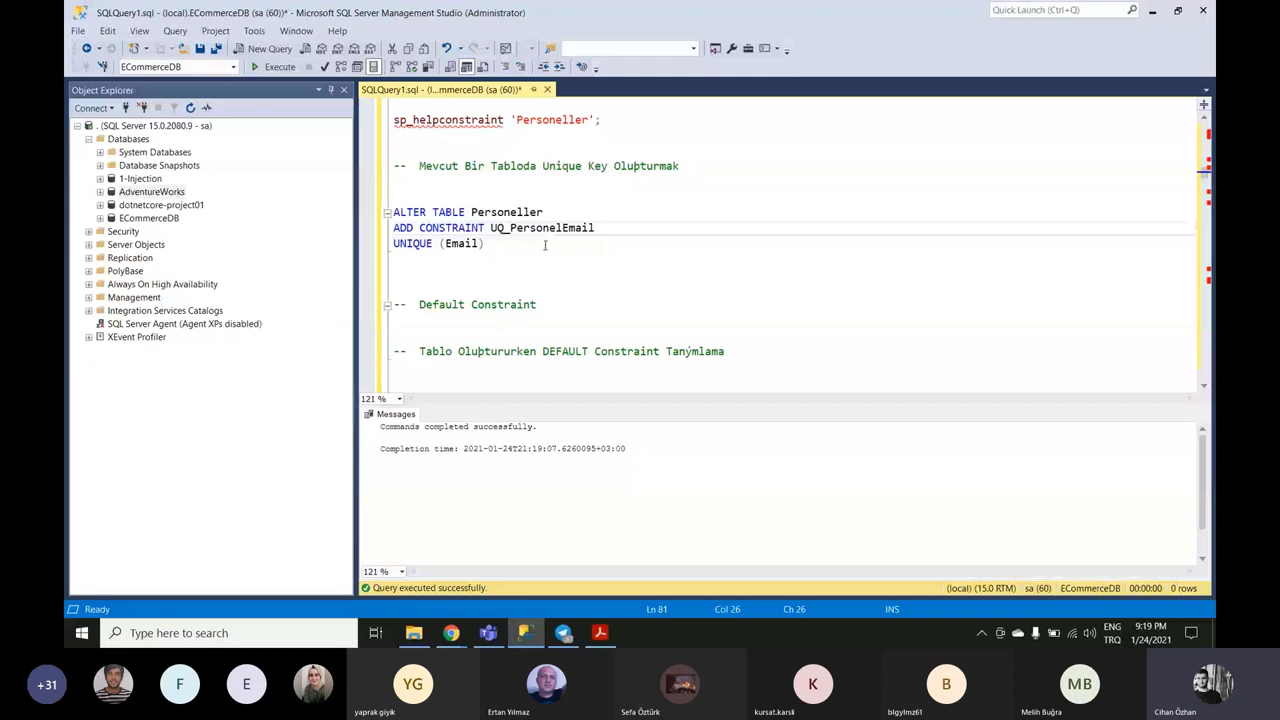 SQLQuery1.sql - (local).ECommerceDB (sa (60))* - Microsoft SQL Server Management Studio (Administrator)
Quick Launch (Ctrl+Q)
File Edit View Query Project Tools Window Help
New Query
ECommerceDB
Execute
Object Explorer
SQLQuery1.sql - (l...mmerceDB (sa (60))*
Connect
. (SQL Server 15.0.2080.9 - sa)
Databases
System Databases
Database Snapshots
1-Injection
AdventureWorks
dotnetcore-project01
ECommerceDB
Security
Server Objects
Replication
PolyBase
Always On High Availability
Management
Integration Services Catalogs
SQL Server Agent (Agent XPs disabled)
XEvent Profiler
sp_helpconstraint 'Personeller';
-- Mevcut Bir Tabloda Unique Key Oluþturmak
ALTER TABLE Personeller
ADD CONSTRAINT UQ_PersonelEmail
UNIQUE (Email)
-- Default Constraint
-- Tablo Oluþtururken DEFAULT Constraint Tanýmlama
121 %
Messages
Commands completed successfully.
Completion time: 2021-01-24T21:19:07.6260095+03:00
121 %
Query executed successfully.
(local) (15.0 RTM) sa (60) ECommerceDB 00:00:00 0 rows
Ready
Ln 81 Col 26 Ch 26 INS
Type here to search
ENG
TRQ
9:19 PM
1/24/2021
+31
F
E
YG
K
B
MB
yaprak giyik
Ertan Yılmaz
Sefa Öztürk
kursat.karsli
blgylmz61
Melih Buğra
Cihan Özhan